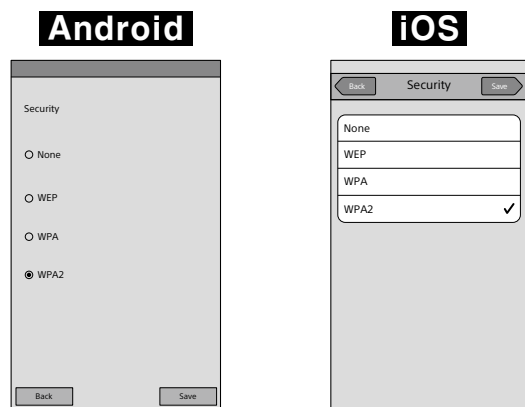 Android
Security
None
WEP
WPA
WPA2
Back
Save
iOS
Back
Security
Save
None
WEP
WPA
WPA2